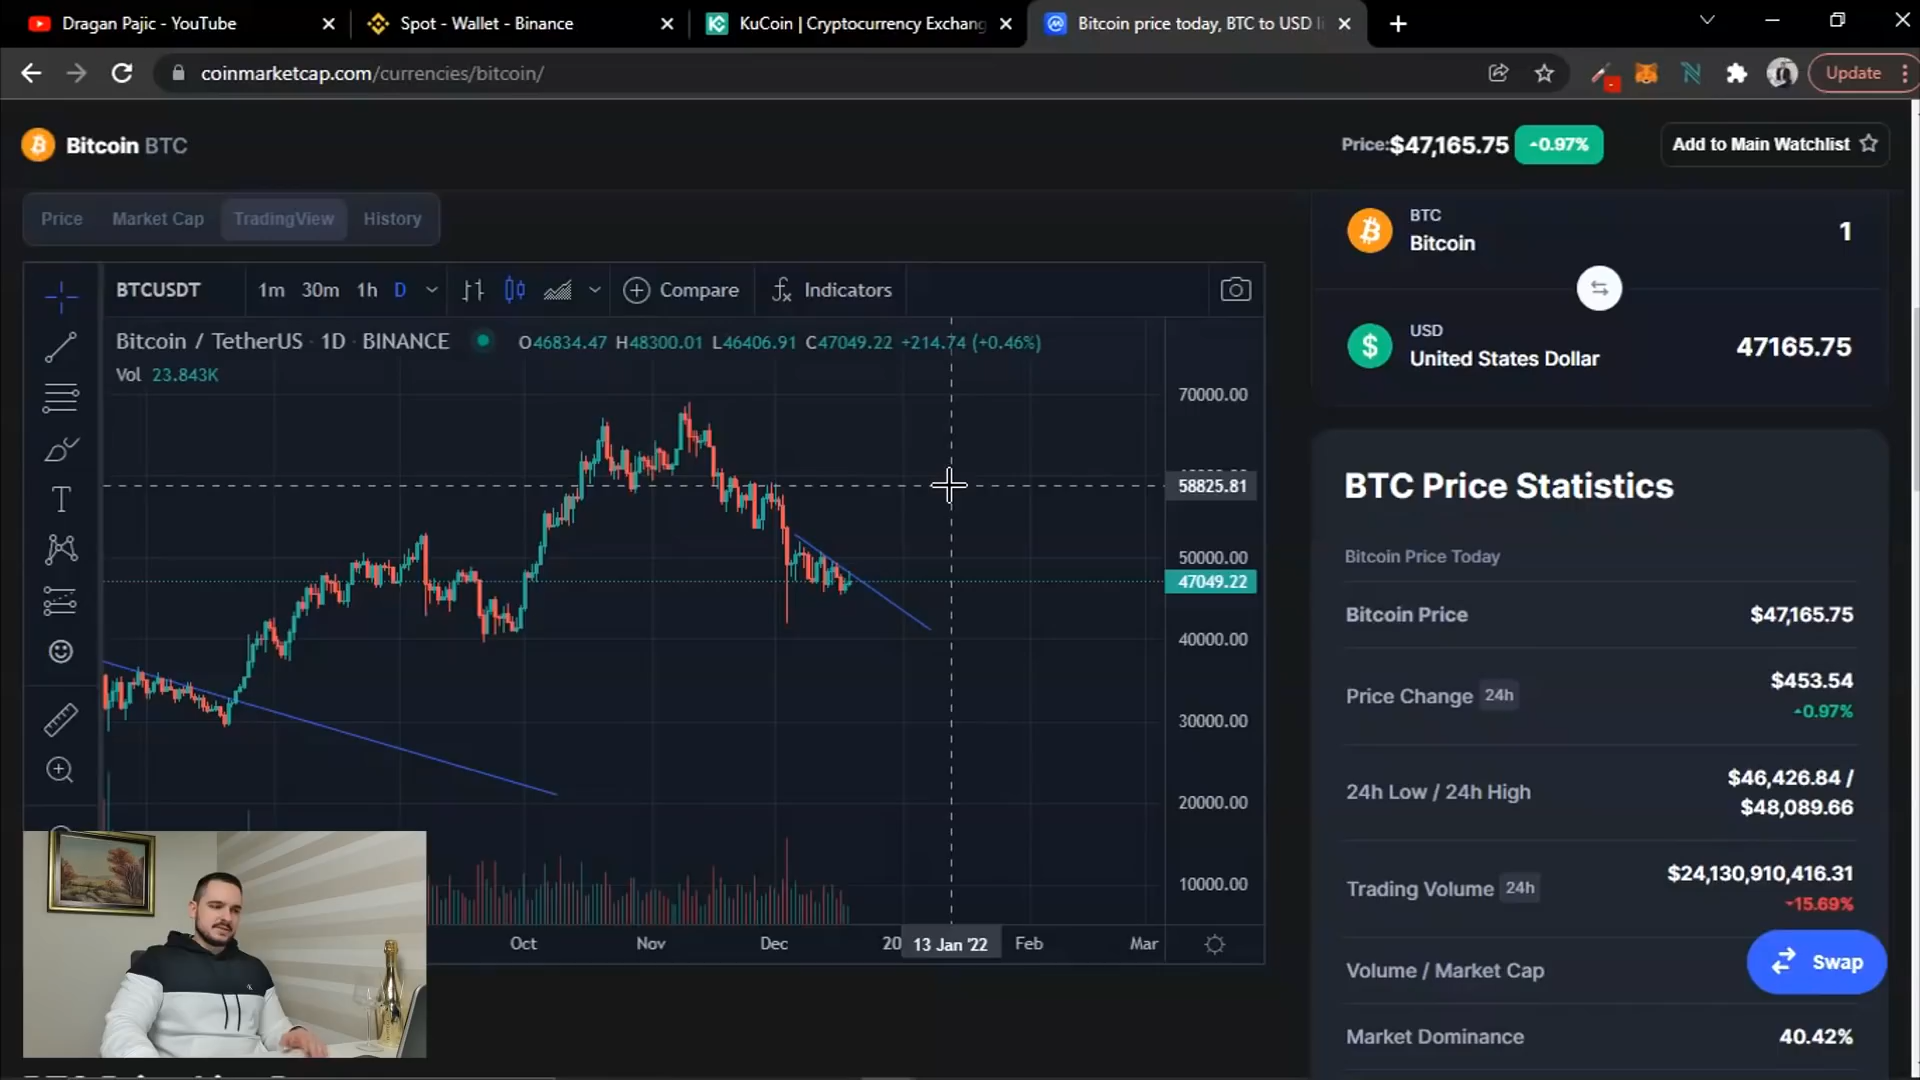 Dragan Pajic - YouTube
Spot - Wallet - Binance
KuCoin | Cryptocurrency Exchang
Bitcoin price today, BTC to USD li
coinmarketcap.com/currencies/bitcoin/
Update
Bitcoin BTC
Price:$47,165.75
0.97%
Add to Main Watchlist
Price
Market Cap
TradingView
History
BTC
Bitcoin
1
USD
United States Dollar
47165.75
BTCUSDT
1m
30m
1h
D
Compare
Indicators
Bitcoin / TetherUS · 1D · BINANCE
O46834.47 H48300.01 L46406.91 C47049.22 +214.74 (+0.46%)
Vol 23.843K
70000.00
58825.81
50000.00
47049.22
40000.00
30000.00
20000.00
10000.00
Oct
Nov
Dec
20
13 Jan '22
Feb
Mar
BTC Price Statistics
Bitcoin Price Today
Bitcoin Price
$47,165.75
Price Change 24h
$453.54
0.97%
24h Low / 24h High
$46,426.84 /
$48,089.66
Trading Volume 24h
$24,130,910,416.31
15.69%
Volume / Market Cap
Swap
Market Dominance
40.42%